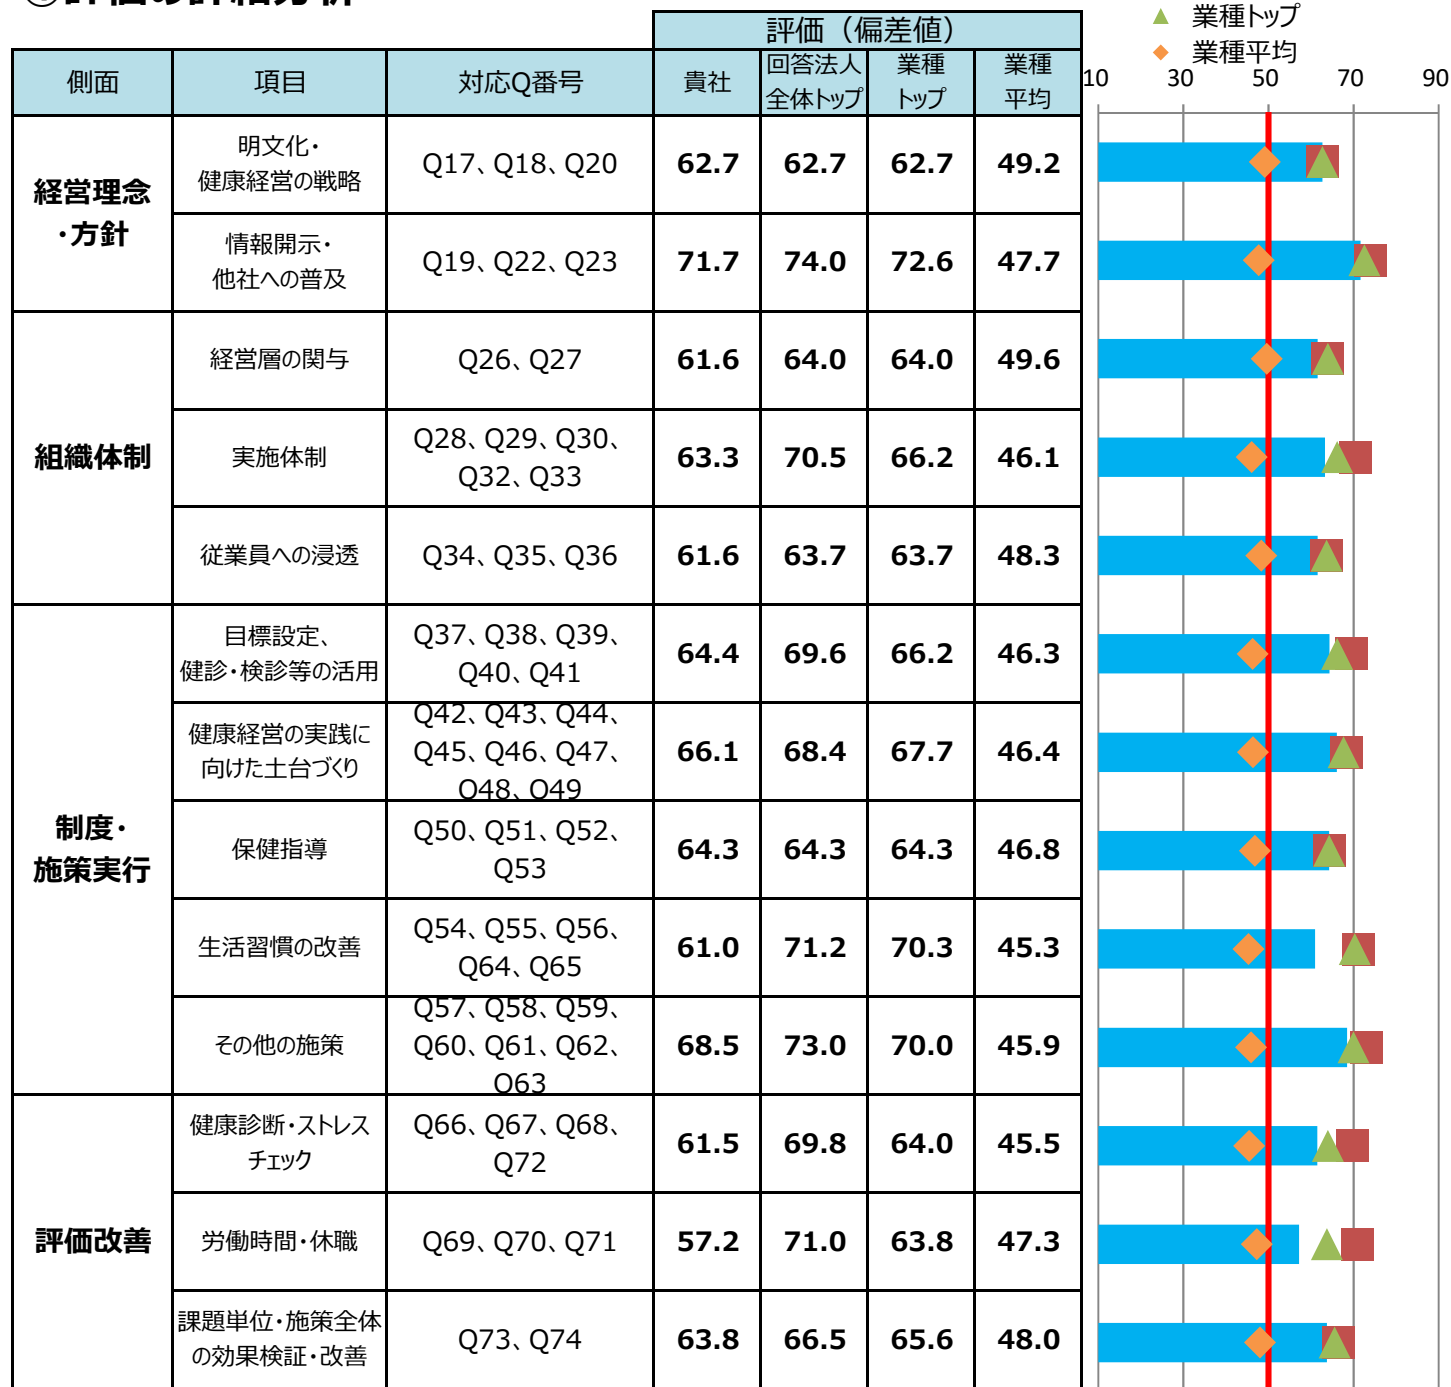 評価（偏差値）
側面 項目 対応Q番号 貴社 回答法人 全体トップ 業種 トップ 業種 平均
業種トップ
業種平均
10 30 50 70 90
経営理念
・方針
明文化・
健康経営の戦略
Q17、Q18、Q20
62.7 62.7 62.7 49.2
情報開示・
他社への普及
Q19、Q22、Q23
71.7 74.0 72.6 47.7
組織体制
経営層の関与
Q26、Q27
61.6 64.0 64.0 49.6
実施体制
Q28、Q29、Q30、
Q32、Q33
63.3 70.5 66.2 46.1
従業員への浸透
Q34、Q35、Q36
61.6 63.7 63.7 48.3
制度・
施策実行
目標設定、
健診・検診等の活用
Q37、Q38、Q39、
Q40、Q41
64.4 69.6 66.2 46.3
健康経営の実践に
向けた土台づくり
Q42、Q43、Q44、
Q45、Q46、Q47、
Q48、Q49
66.1 68.4 67.7 46.4
保健指導
Q50、Q51、Q52、
Q53
64.3 64.3 64.3 46.8
生活習慣の改善
Q54、Q55、Q56、
Q64、Q65
61.0 71.2 70.3 45.3
その他の施策
Q57、Q58、Q59、
Q60、Q61、Q62、
Q63
68.5 73.0 70.0 45.9
評価改善
健康診断・ストレス
チェック
Q66、Q67、Q68、
Q72
61.5 69.8 64.0 45.5
労働時間・休職
Q69、Q70、Q71
57.2 71.0 63.8 47.3
課題単位・施策全体
の効果検証・改善
Q73、Q74
63.8 66.5 65.6 48.0